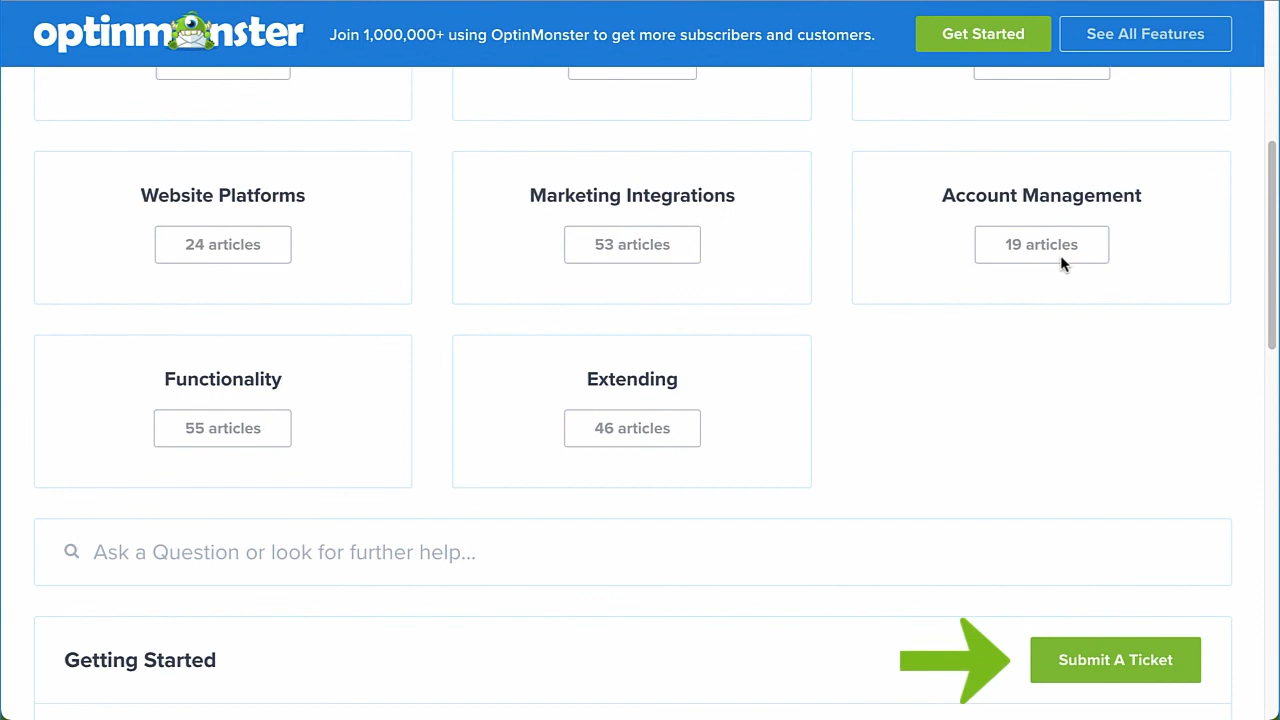 optinmonster
Join 1,000,000+ using OptinMonster to get more subscribers and customers.
Get Started
See All Features
Website Platforms
Marketing Integrations
Account Management
24 articles
53 articles
19 articles
Functionality
Extending
55 articles
46 articles
Ask a Question or look for further help...
Getting Started
Submit A Ticket